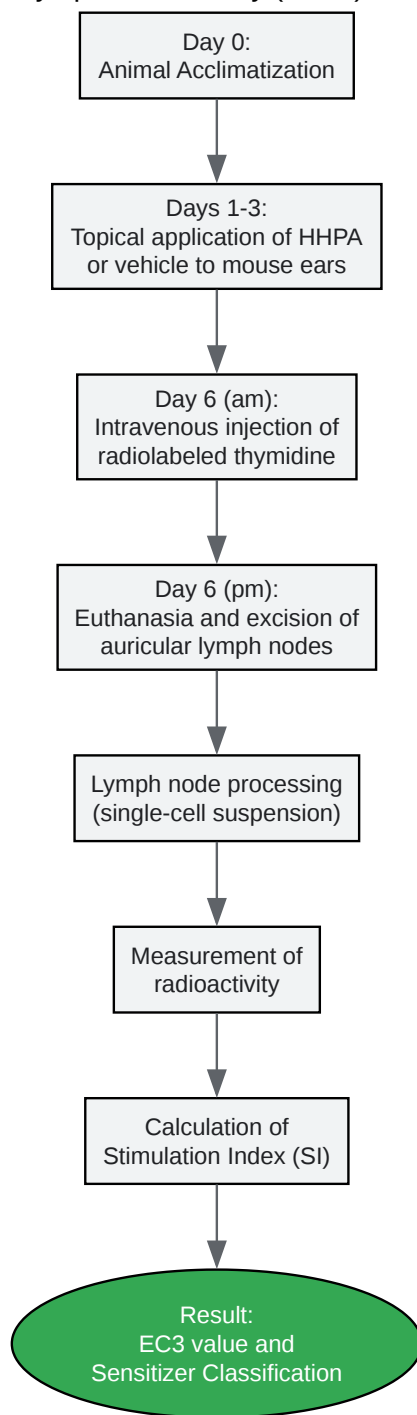 Day 0:
Animal Acclimatization
Days 1-3:
Topical application of HHPA
or vehicle to mouse ears
Day 6 (am):
Intravenous injection of
radiolabeled thymidine
Day 6 (pm):
Euthanasia and excision of
auricular lymph nodes
Lymph node processing
(single-cell suspension)
Measurement of
radioactivity
Calculation of
Stimulation Index (SI)
Result:
EC3 value and
Sensitizer Classification